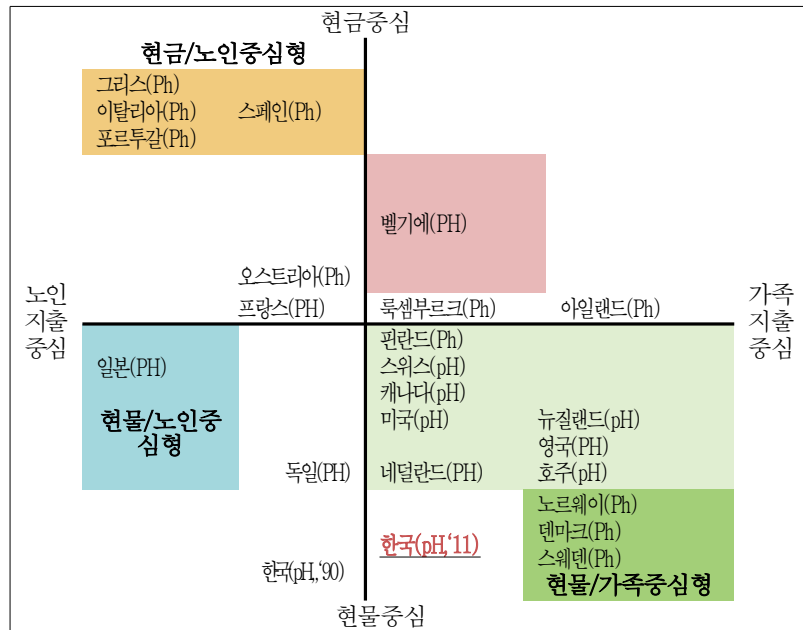 현금중심
현금/노인중심형
그리스(Ph)
이탈리아(Ph) 스페인(Ph)
포르투갈(Ph)
벨기에(PH)
오스트리아(Ph)
프랑스(PH) 룩셈부르크(Ph) 아일랜드(Ph)
노인
지출
중심
가족
지출
중심
핀란드(Ph)
일본(PH) 스위스(pH)
캐나다(pH)
현물/노인중
심형
미국(pH) 뉴질랜드(pH)
영국(PH)
독일(PH) 네덜란드(PH) 호주(pH)
노르웨이(Ph)
한국(pH,‘11) 덴마크(Ph)
한국(pH,,‘90) 스웨덴(Ph)
현물/가족중심형
현물중심